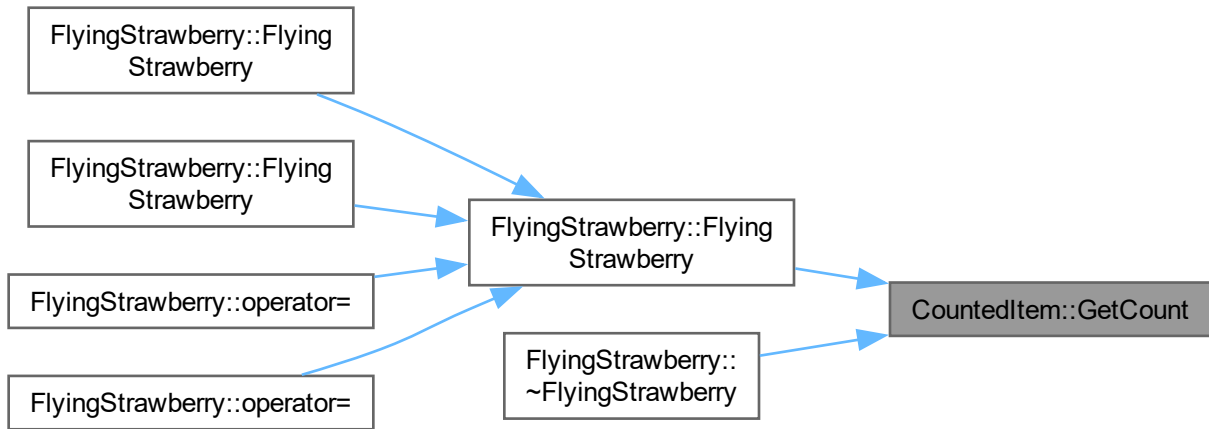 FlyingStrawberry::Flying
Strawberry
FlyingStrawberry::Flying
Strawberry
FlyingStrawberry::operator=
FlyingStrawberry::operator=
FlyingStrawberry::Flying
Strawberry
FlyingStrawberry::
~FlyingStrawberry
CountedItem::GetCount